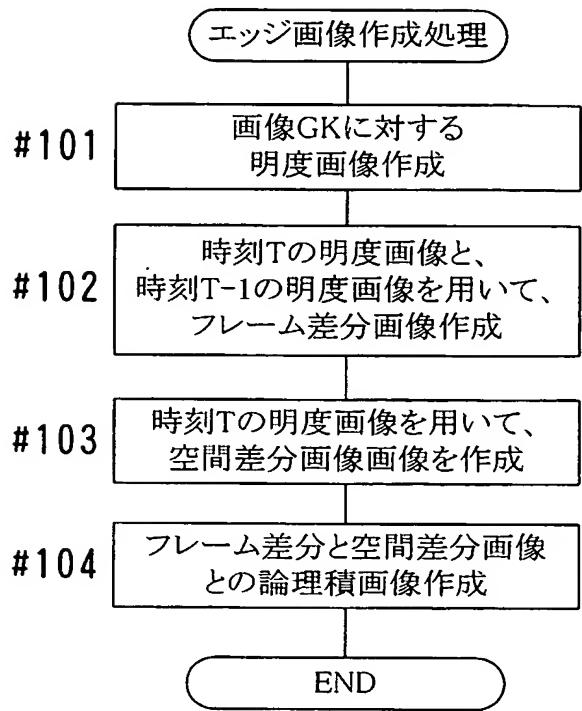 エッジ画像作成処理
#101
画像GKに対する
明度画像作成
#102
時刻Tの明度画像と、
時刻T-1の明度画像を用いて、
フレーム差分画像作成
#103
時刻Tの明度画像を用いて、
空間差分画像画像を作成
#104
フレーム差分と空間差分画像
との論理積画像作成
END